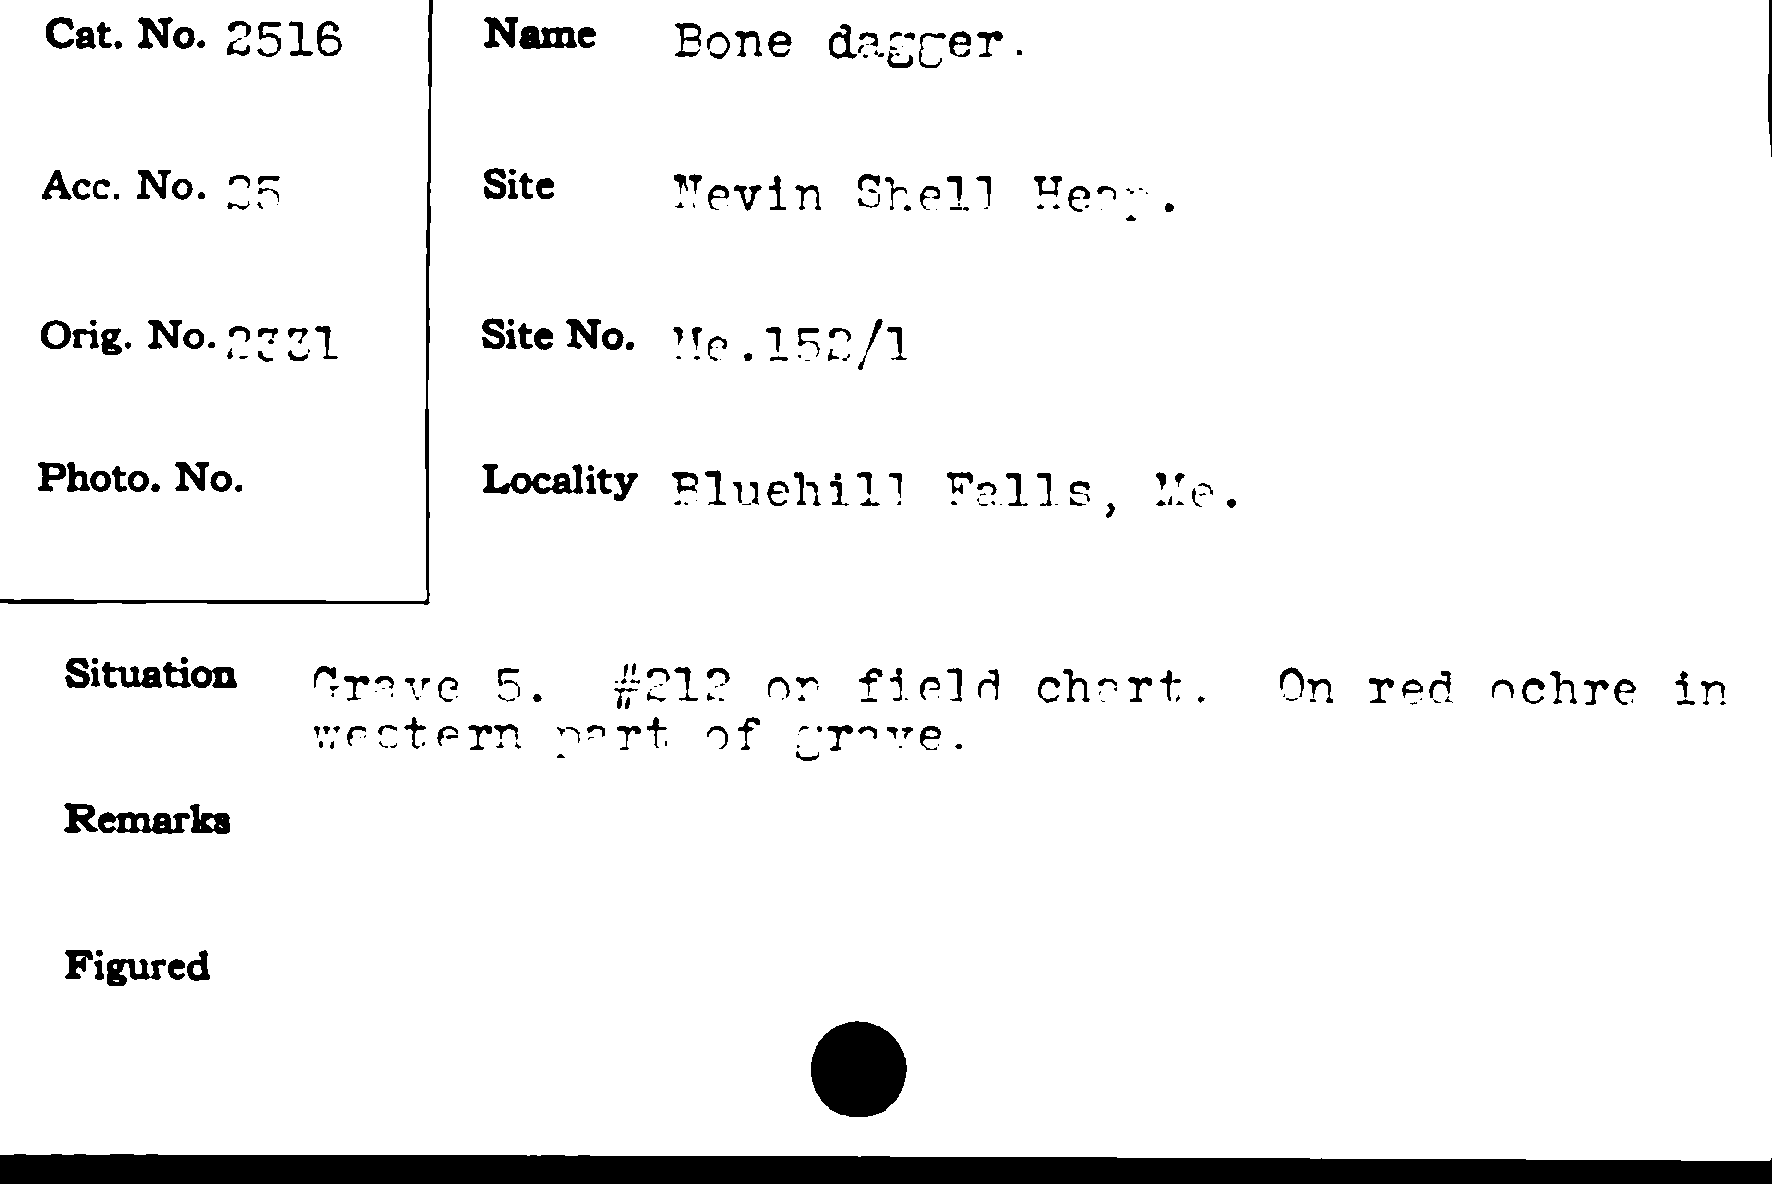 Cat. No. 2516
Name Bone dagger.
Acc. No. 25
Site Nevin Shell Heap.
Orig. No. 2331
Site No. Me.152/1
Photo. No.
Locality Bluehill Falls, Me.
Situation Grave 5. #212 on field chart. On red ochre in
western part of grave.
Remarks
Figured